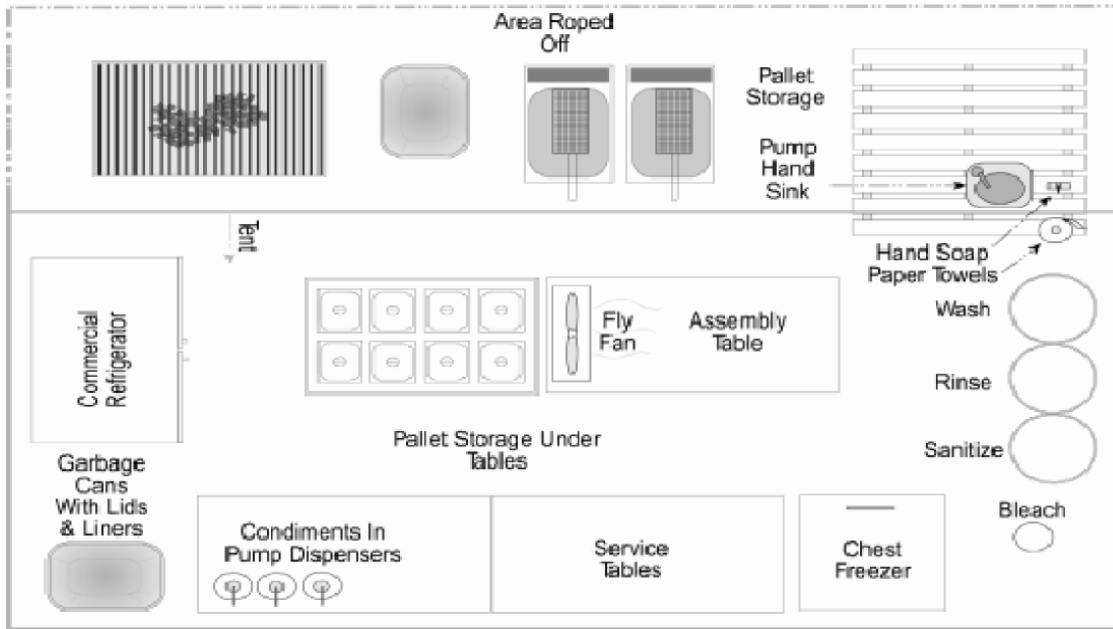 Area Roped
Off
Pallet
Storage
Pump
Hand
Sink
Tent
Hand Soap
Paper Towels
Commercial
Refrigerator
Fly
Fan
Assembly
Table
Wash
Rinse
Sanitize
Pallet Storage Under
Tables
Garbage
Cans
With Lids
& Liners
Condiments In
Pump Dispensers
Service
Tables
Chest
Freezer
Bleach